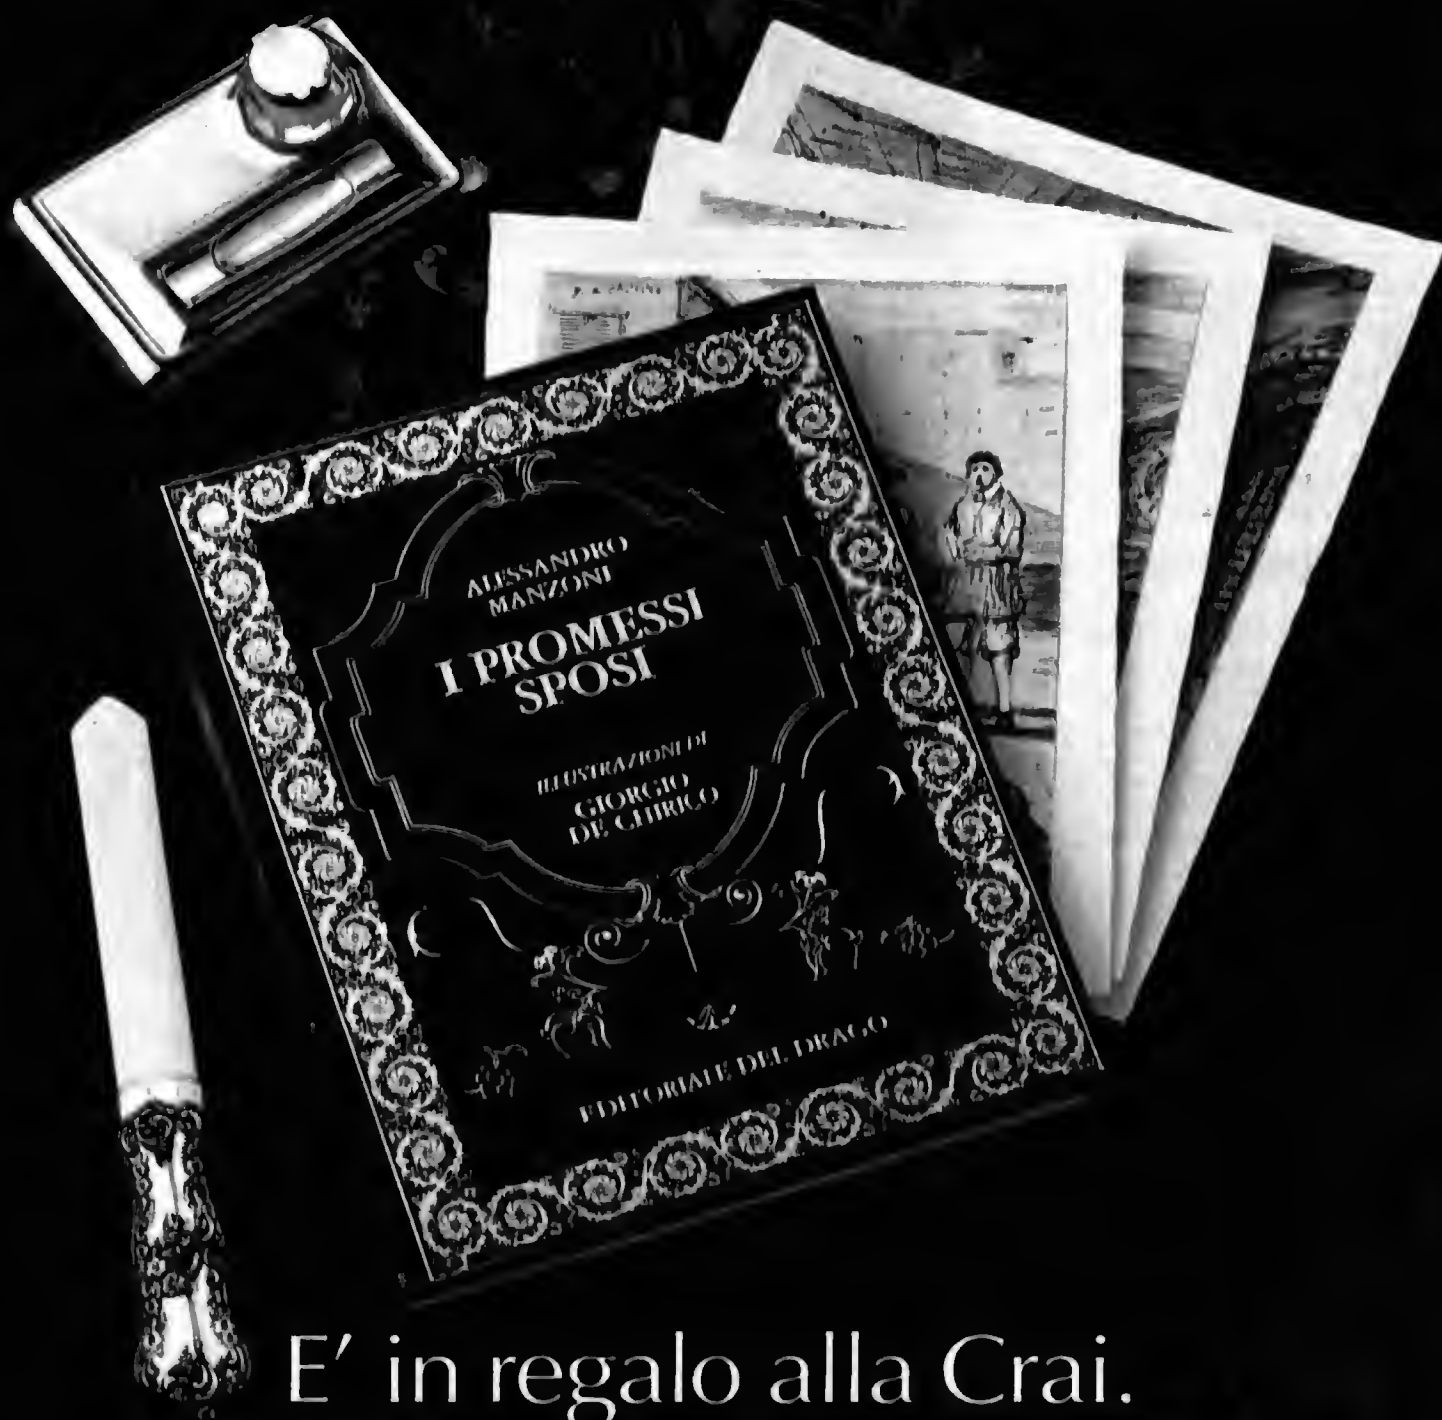 ALESSANDRO
MANZONI
I PROMESSI
SPOSI
ILLUSTRAZIONI DI
GIORGIO
DE CHIRICO
EDITORIALE DEL DRAGO
E' in regalo alla Crai.